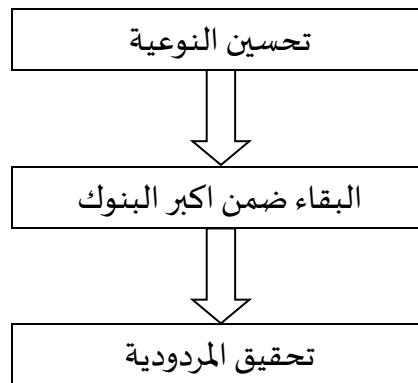 تحسين النوعية
البقاء ضمن اكبر البنوك
تحقيق المردودية